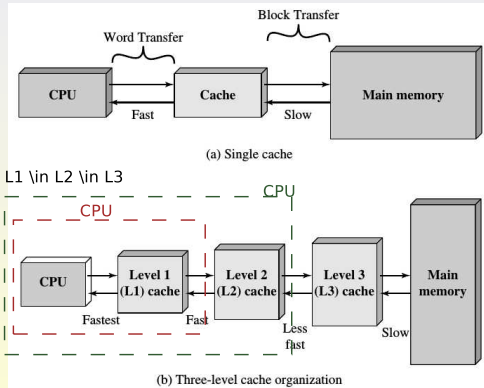 Block Transfer
Word Transfer
CPU
Cache
Main memory
Fast
Slow
(a) Single cache
L1 \in L2 \in L3
CPU
CPU
CPU
Level 1
(L1) cache
Level 2
(L2) cache
Level 3
(L3) cache
Main
memory
Fastest
Fast
Less
fast
Slow
(b) Three-level cache organization